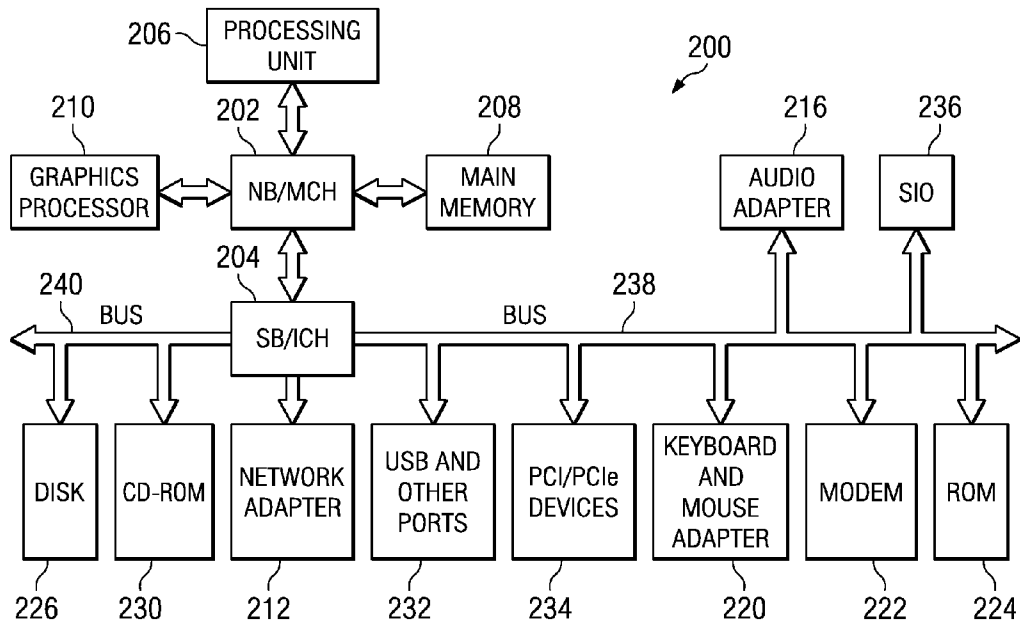 206
PROCESSING
UNIT
200
210
202
208
216
236
GRAPHICS
PROCESSOR
NB/MCH
MAIN
MEMORY
AUDIO
ADAPTER
SIO
204
240
BUS
SB/ICH
BUS
238
DISK
CD-ROM
NETWORK
ADAPTER
USB AND
OTHER
PORTS
PCI/PCIe
DEVICES
KEYBOARD
AND
MOUSE
ADAPTER
MODEM
ROM
226
230
212
232
234
220
222
224